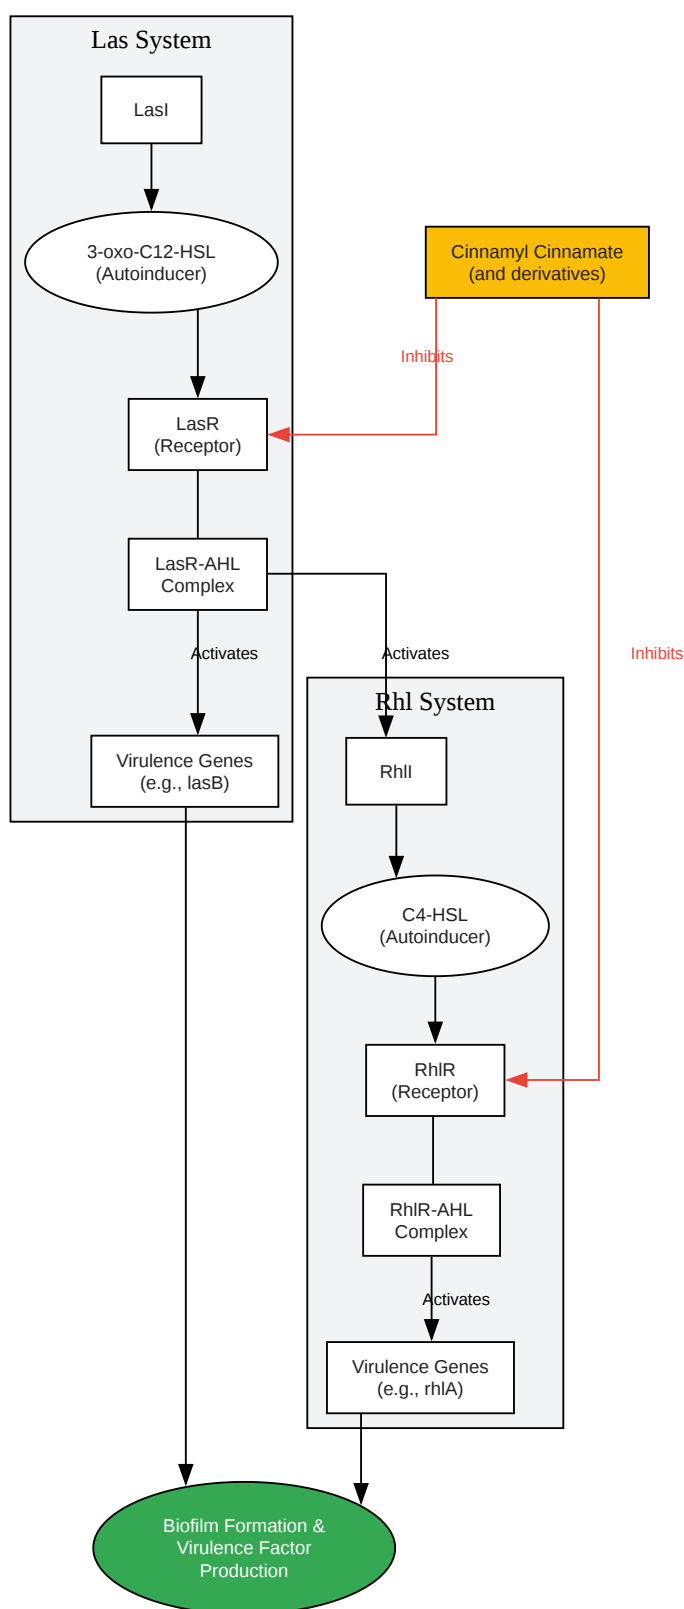 Las System
LasI
3-oxo-C12-HSL
(Autoinducer)
Cinnamyl Cinnamate
(and derivatives)
Inhibits
LasR
(Receptor)
LasR-AHL
Complex
Activates
Activates
Inhibits
Rhl System
Virulence Genes
(e.g., lasB)
RhlI
C4-HSL
(Autoinducer)
RhlR
(Receptor)
RhlR-AHL
Complex
Activates
Virulence Genes
(e.g., rhlA)
Biofilm Formation &
Virulence Factor
Production